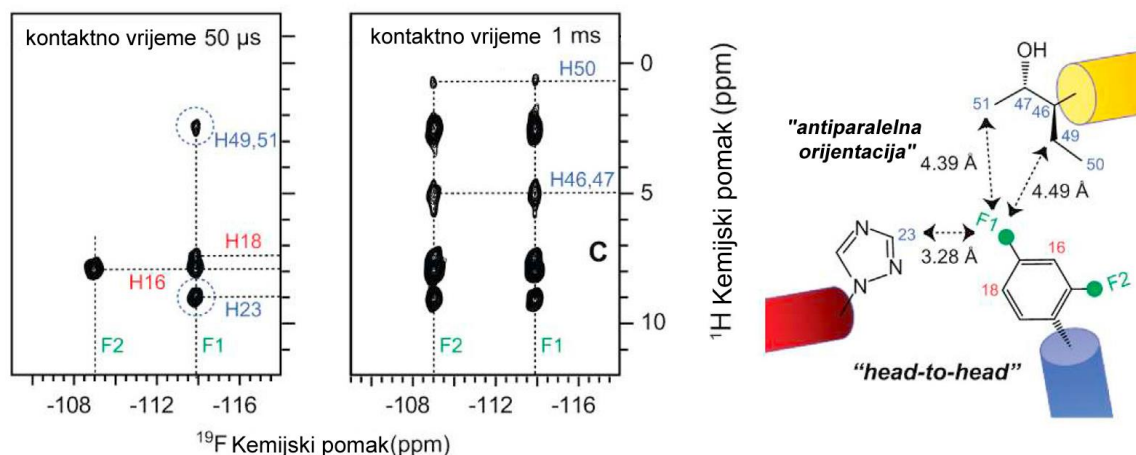 kontaktno vrijeme 50 µs
H49,51
H18
H16
H23
F2
F1
-108
-112
-116
kontaktno vrijeme 1 ms
H50
H46,47
C
F2
F1
-108
-112
-116
0
5
10
¹⁹F Kemijski pomak(ppm)
¹H Kemijski pomak (ppm)
OH
51
47
46
49
50
"antiparalelna
orijentacija"
4.39 Å
4.49 Å
N
23
N
N
3.28 Å
F1
16
18
F2
“head-to-head”